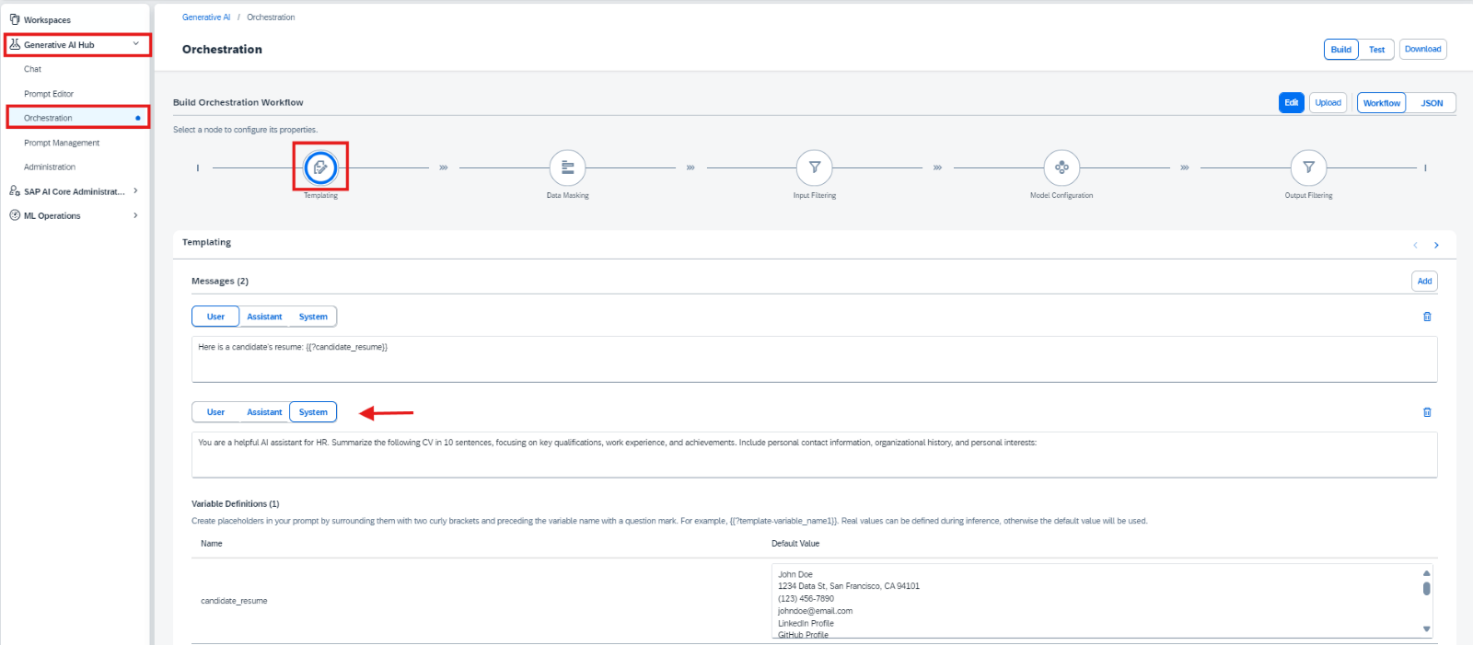 Workspaces
Generative AI Hub
Chat
Prompt Editor
Orchestration
Prompt Management
Administration
SAP AI Core Administrat...
ML Operations
Generative AI / Orchestration
Orchestration
Build Test Download
Build Orchestration Workflow
Edit Upload Workflow JSON
Select a node to configure its properties.
Templating Data Masking Input Filtering Model Configuration Output Filtering
Templating
Messages (2)
Add
User Assistant System
Here is a candidate's resume: {{?candidate_resume}}
User Assistant System
You are a helpful AI assistant for HR. Summarize the following CV in 10 sentences, focusing on key qualifications, work experience, and achievements. Include personal contact information, organizational history, and personal interests:
Variable Definitions (1)
Create placeholders in your prompt by surrounding them with two curly brackets and preceding the variable name with a question mark. For example, {{?template-variable_name1}}. Real values can be defined during inference, otherwise the default value will be used.
Name Default Value
candidate_resume
John Doe
1234 Data St, San Francisco, CA 94101
(123) 456-7890
johndoe@email.com
LinkedIn Profile
GitHub Profile